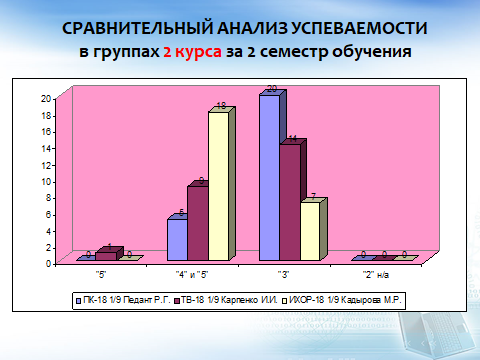 СРАВНИТЕЛЬНЫЙ АНАЛИЗ УСПЕВАЕМОСТИ
в группах 2 курса за 2 семестр обучения
20
18
16
14
12
10
8
6
4
2
0
0 1 0
5 9 18
20 14 7
0 0 0
"5" "4" и "5" "3" "2" н/а
ПК-18 1/9 Педант Р.Г. ТВ-18 1/9 Карпенко И.И. ИХОР-18 1/9 Кадырова М.Р.